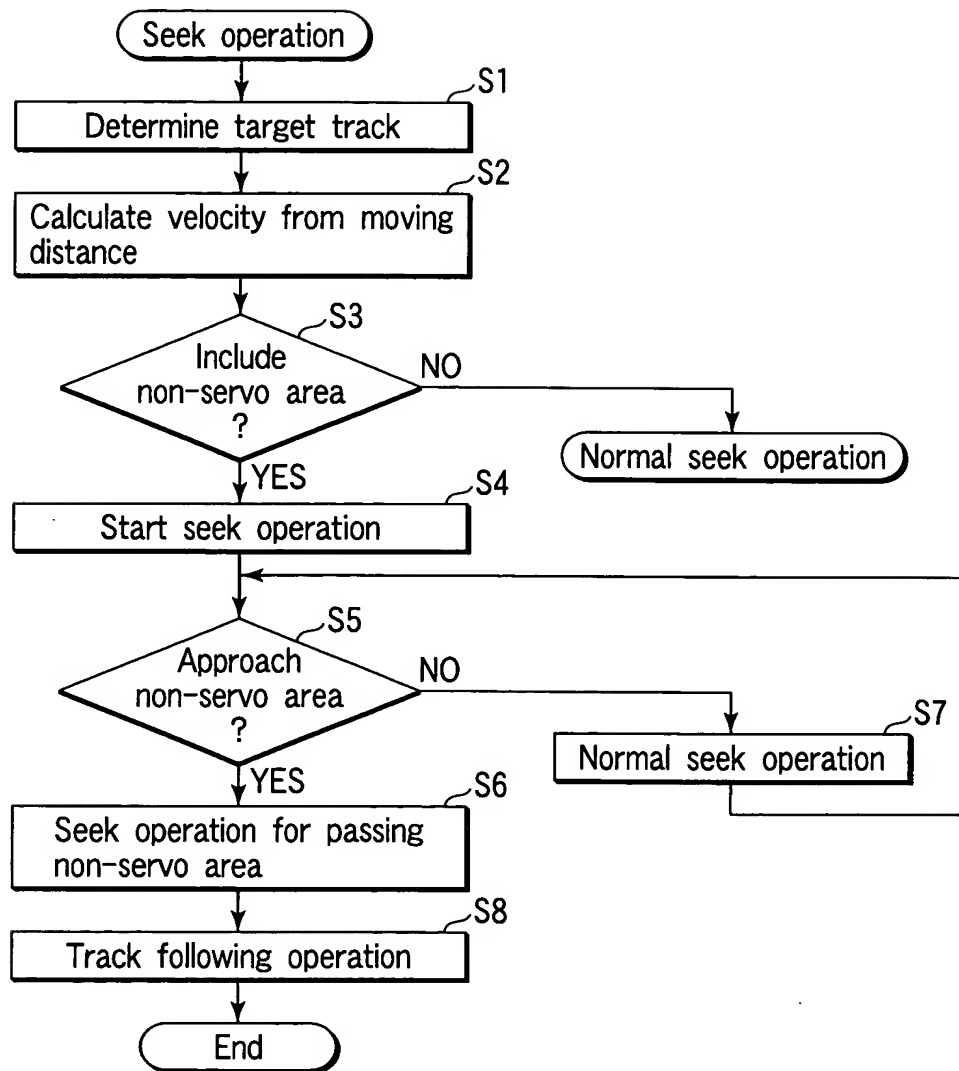 Seek operation
S1
Determine target track
S2
Calculate velocity from moving
distance
S3
Include
non-servo area
?
NO
Normal seek operation
YES
S4
Start seek operation
S5
Approach
non-servo area
?
NO
S7
Normal seek operation
YES
S6
Seek operation for passing
non-servo area
S8
Track following operation
End